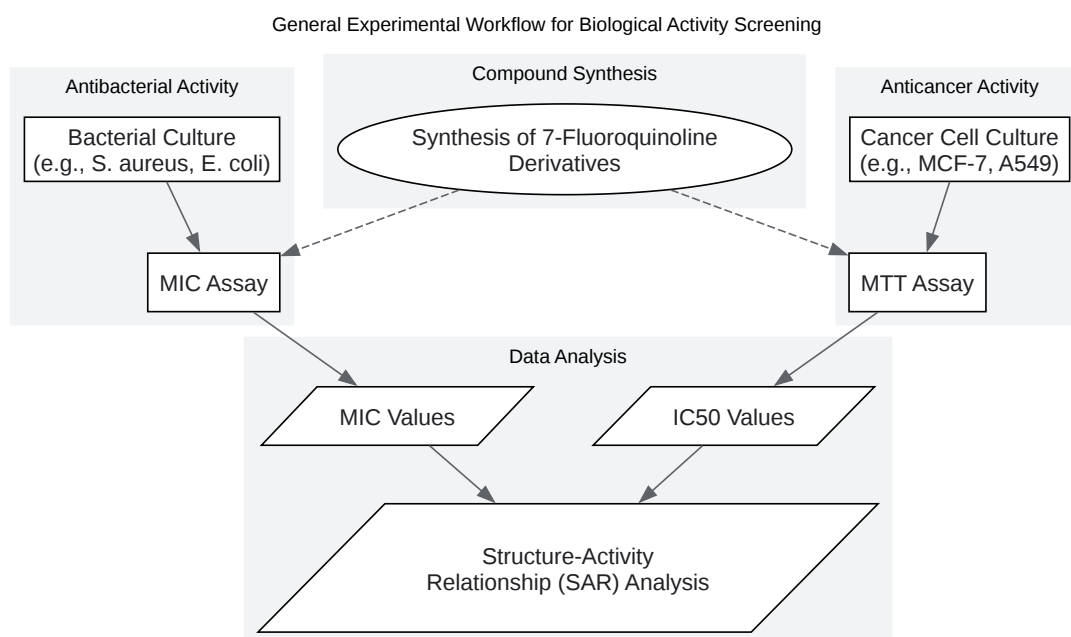 General Experimental Workflow for Biological Activity Screening
Antibacterial Activity
Compound Synthesis
Anticancer Activity
Bacterial Culture
(e.g., S. aureus, E. coli)
Synthesis of 7-Fluoroquinoline
Derivatives
Cancer Cell Culture
(e.g., MCF-7, A549)
MIC Assay
MTT Assay
Data Analysis
MIC Values
IC50 Values
Structure-Activity
Relationship (SAR) Analysis